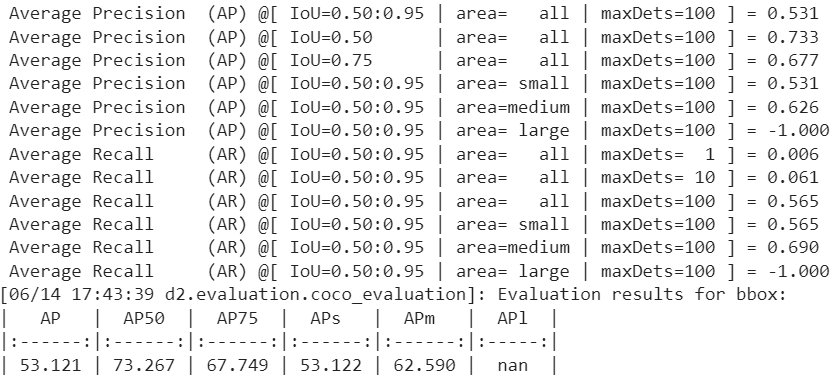 Average Precision  (AP) @[ IoU=0.50:0.95 | area=   all | maxDets=100 ] = 0.531
Average Precision  (AP) @[ IoU=0.50      | area=   all | maxDets=100 ] = 0.733
Average Precision  (AP) @[ IoU=0.75      | area=   all | maxDets=100 ] = 0.677
Average Precision  (AP) @[ IoU=0.50:0.95 | area= small | maxDets=100 ] = 0.531
Average Precision  (AP) @[ IoU=0.50:0.95 | area=medium | maxDets=100 ] = 0.626
Average Precision  (AP) @[ IoU=0.50:0.95 | area= large | maxDets=100 ] = -1.000
Average Recall     (AR) @[ IoU=0.50:0.95 | area=   all | maxDets=  1 ] = 0.006
Average Recall     (AR) @[ IoU=0.50:0.95 | area=   all | maxDets= 10 ] = 0.061
Average Recall     (AR) @[ IoU=0.50:0.95 | area=   all | maxDets=100 ] = 0.565
Average Recall     (AR) @[ IoU=0.50:0.95 | area= small | maxDets=100 ] = 0.565
Average Recall     (AR) @[ IoU=0.50:0.95 | area=medium | maxDets=100 ] = 0.690
Average Recall     (AR) @[ IoU=0.50:0.95 | area= large | maxDets=100 ] = -1.000
[06/14 17:43:39 d2.evaluation.coco_evaluation]: Evaluation results for bbox:
|   AP   |  AP50  |  AP75  |  APs   |  APm   |  APl  |
|:------:|:------:|:------:|:------:|:------:|:-----:|
| 53.121 | 73.267 | 67.749 | 53.122 | 62.590 |  nan  |